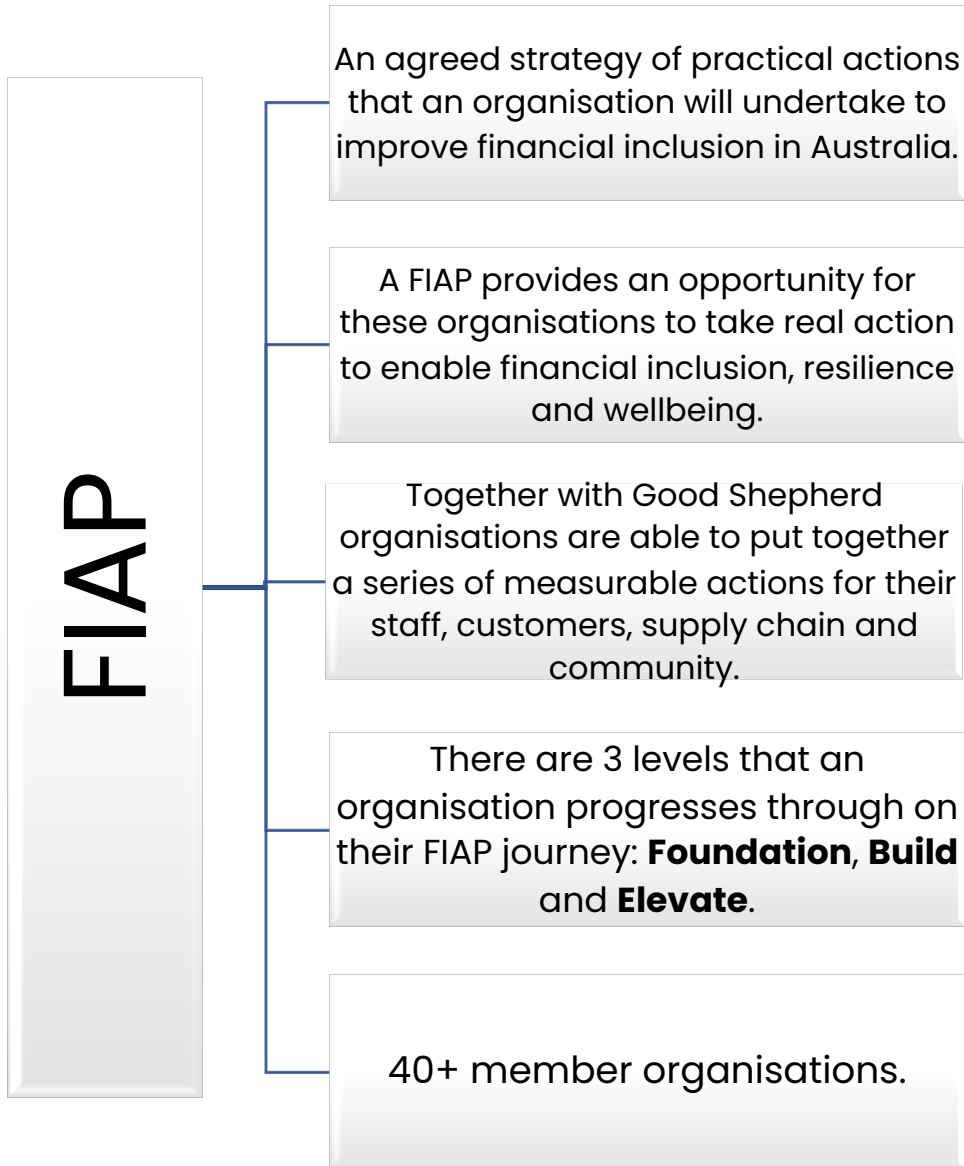 FIAP
An agreed strategy of practical actions
that an organisation will undertake to
improve financial inclusion in Australia.
A FIAP provides an opportunity for
these organisations to take real action
to enable financial inclusion, resilience
and wellbeing.
Together with Good Shepherd
organisations are able to put together
a series of measurable actions for their
staff, customers, supply chain and
community.
There are 3 levels that an
organisation progresses through on
their FIAP journey: Foundation, Build
and Elevate.
40+ member organisations.